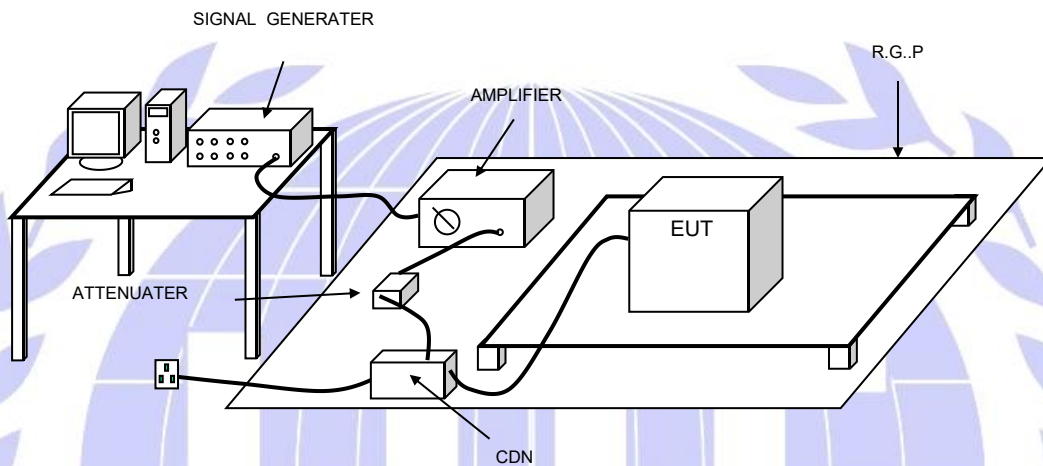 SIGNAL GENERATER
R.G..P
AMPLIFIER
EUT
ATTENUATER
CDN